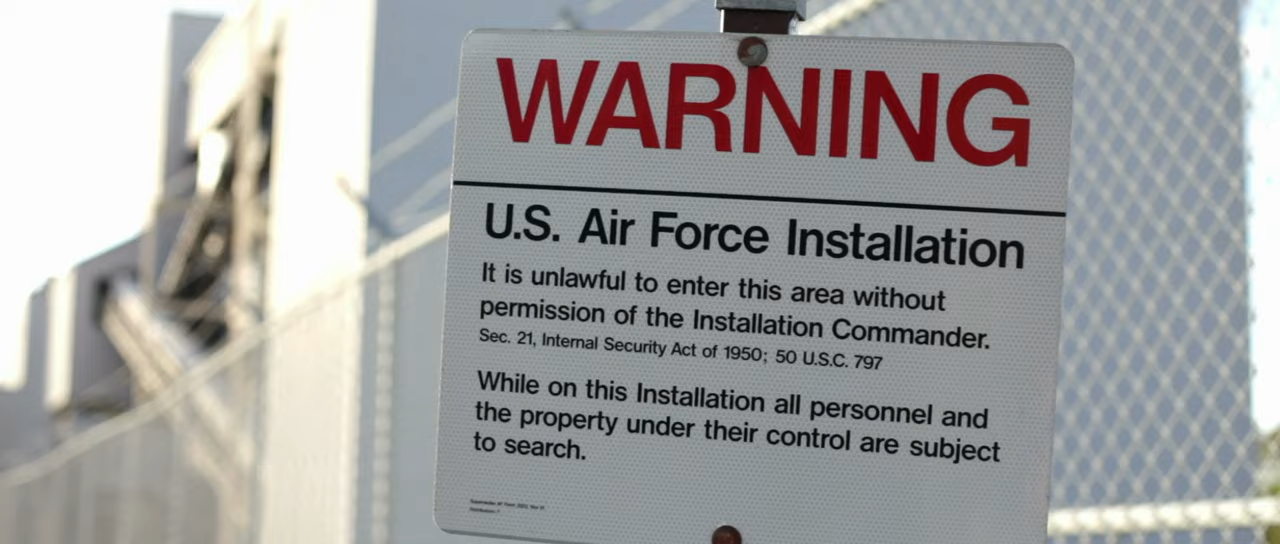 WARNING
U.S. Air Force Installation
It is unlawful to enter this area without
permission of the Installation Commander.
Sec. 21, Internal Security Act of 1950; 50 U.S.C. 797
While on this Installation all personnel and
the property under their control are subject
to search.